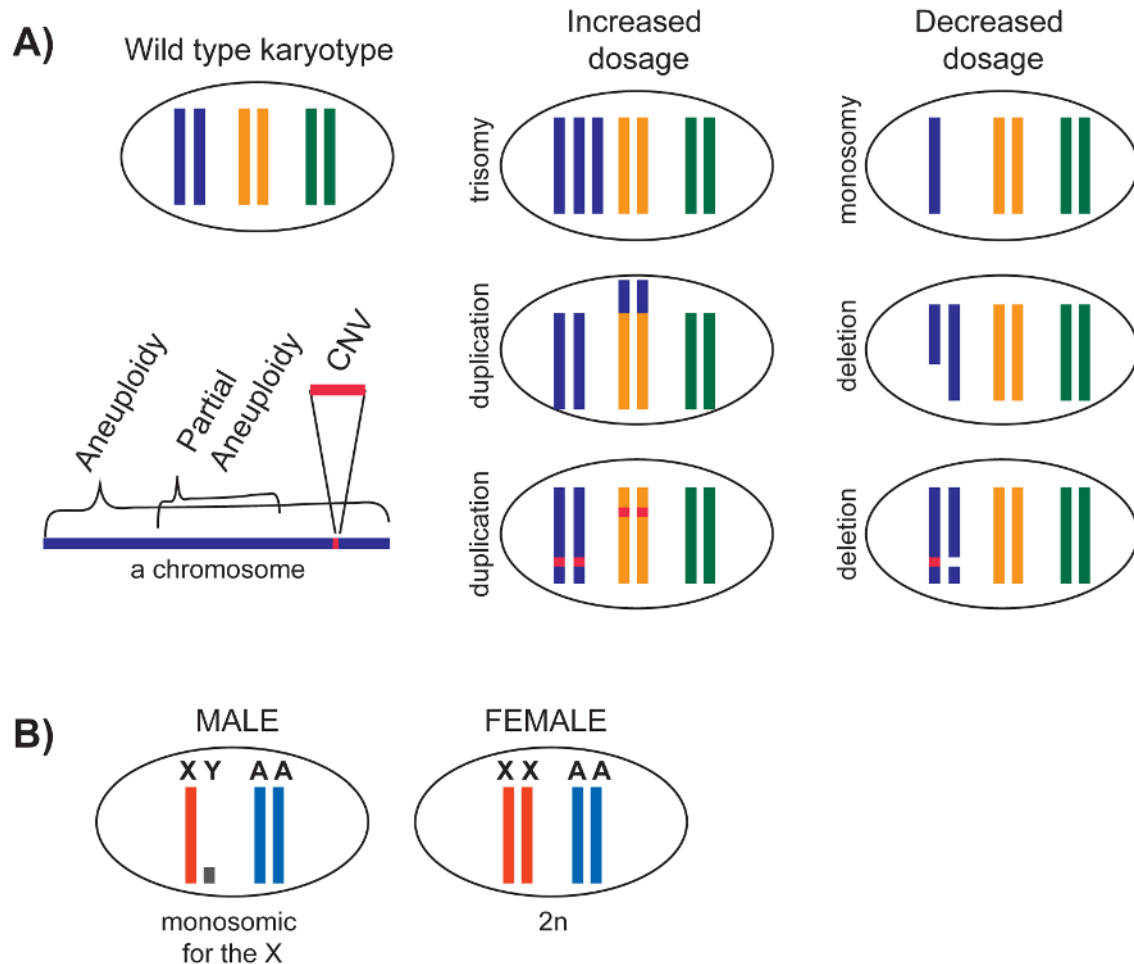 A)
Wild type karyotype
Increased
dosage
Decreased
dosage
trisomy
monosomy
duplication
deletion
duplication
deletion
Aneuploidy
Partial
Aneuploidy
CNV
a chromosome
B)
MALE
FEMALE
X Y A A
X X A A
monosomic
for the X
2n